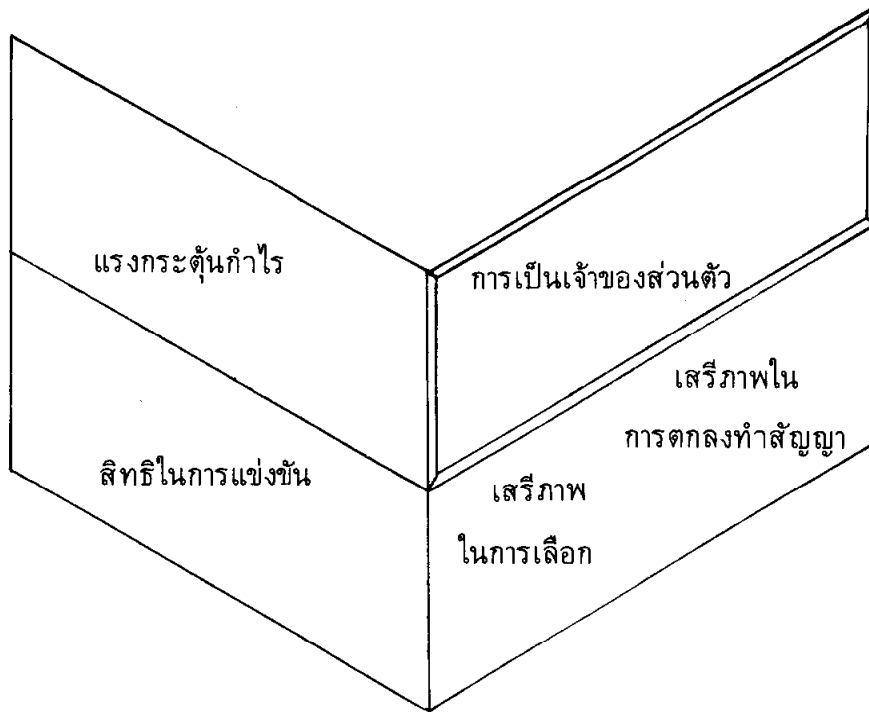 แรงกระตุ้นกำไร
การเป็นเจ้าของส่วนตัว
เสรีภาพใน
การตกลงทำสัญญา
สิทธิในการแข่งขัน
เสรีภาพ
ในการเลือก